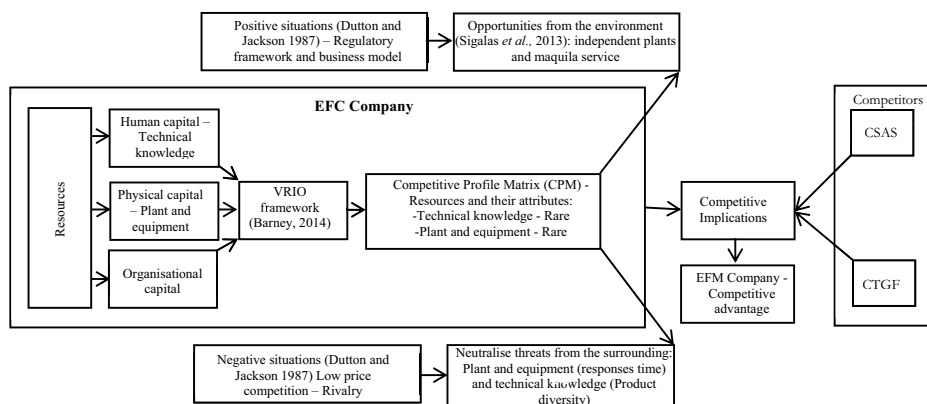 Positive situations (Dutton and
Jackson 1987) – Regulatory
framework and business model
Opportunities from the environment
(Sigalas et al., 2013): independent plants
and maquila service
EFC Company
Resources
Human capital –
Technical
knowledge
Physical capital
– Plant and
equipment
Organisational
capital
VRIO
framework
(Barney, 2014)
Competitive Profile Matrix (CPM) -
Resources and their attributes:
-Technical knowledge - Rare
-Plant and equipment - Rare
Competitive
Implications
EFM Company -
Competitive
advantage
Competitors
CSAS
CTGF
Negative situations (Dutton and
Jackson 1987) Low price
competition – Rivalry
Neutralise threats from the surrounding:
Plant and equipment (responses time)
and technical knowledge (Product
diversity)